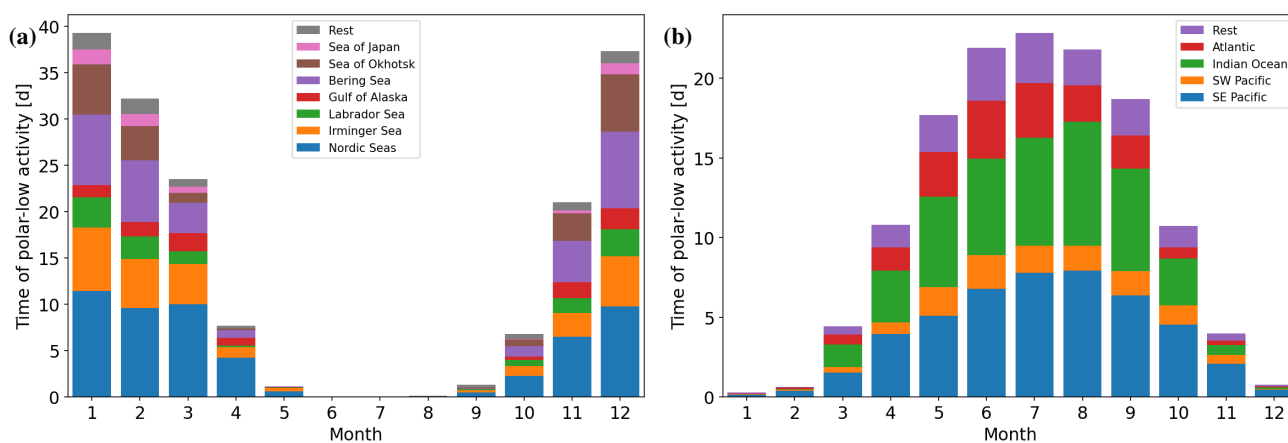 (a)
Time of polar-low activity [d]
40
35
30
25
20
15
10
5
0
Rest
Sea of Japan
Sea of Okhotsk
Bering Sea
Gulf of Alaska
Labrador Sea
Irminger Sea
Nordic Seas
1 2 3 4 5 6 7 8 9 10 11 12
Month
(b)
Time of polar-low activity [d]
20
15
10
5
0
Rest
Atlantic
Indian Ocean
SW Pacific
SE Pacific
1 2 3 4 5 6 7 8 9 10 11 12
Month